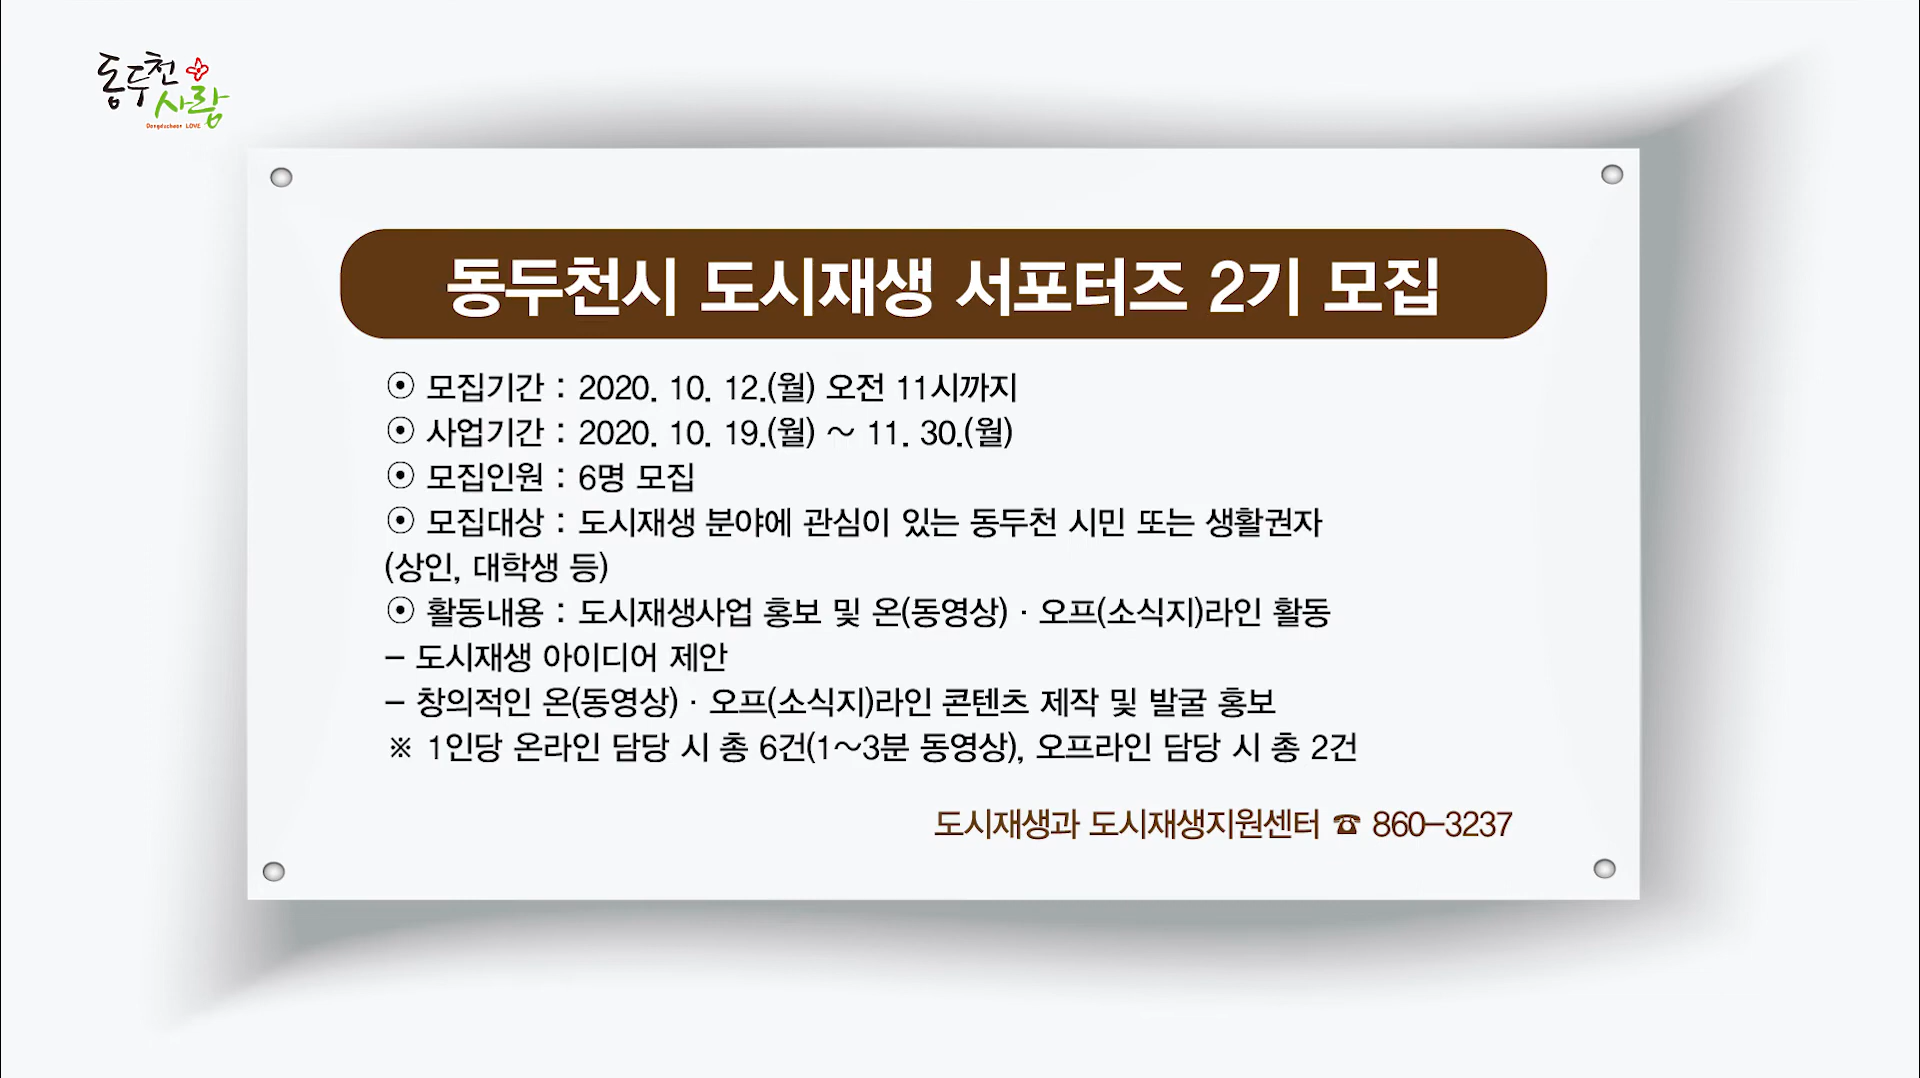 동두천
사랑
Dongducheon LOVE
동두천시 도시재생 서포터즈 2기 모집
⊙ 모집기간 : 2020. 10. 12.(월) 오전 11시까지
⊙ 사업기간 : 2020. 10. 19.(월) ~ 11. 30.(월)
⊙ 모집인원 : 6명 모집
⊙ 모집대상 : 도시재생 분야에 관심이 있는 동두천 시민 또는 생활권자
(상인, 대학생 등)
⊙ 활동내용 : 도시재생사업 홍보 및 온(동영상) · 오프(소식지)라인 활동
- 도시재생 아이디어 제안
- 창의적인 온(동영상) · 오프(소식지)라인 콘텐츠 제작 및 발굴 홍보
※ 1인당 온라인 담당 시 총 6건(1~3분 동영상), 오프라인 담당 시 총 2건
도시재생과 도시재생지원센터 ☎ 860-3237